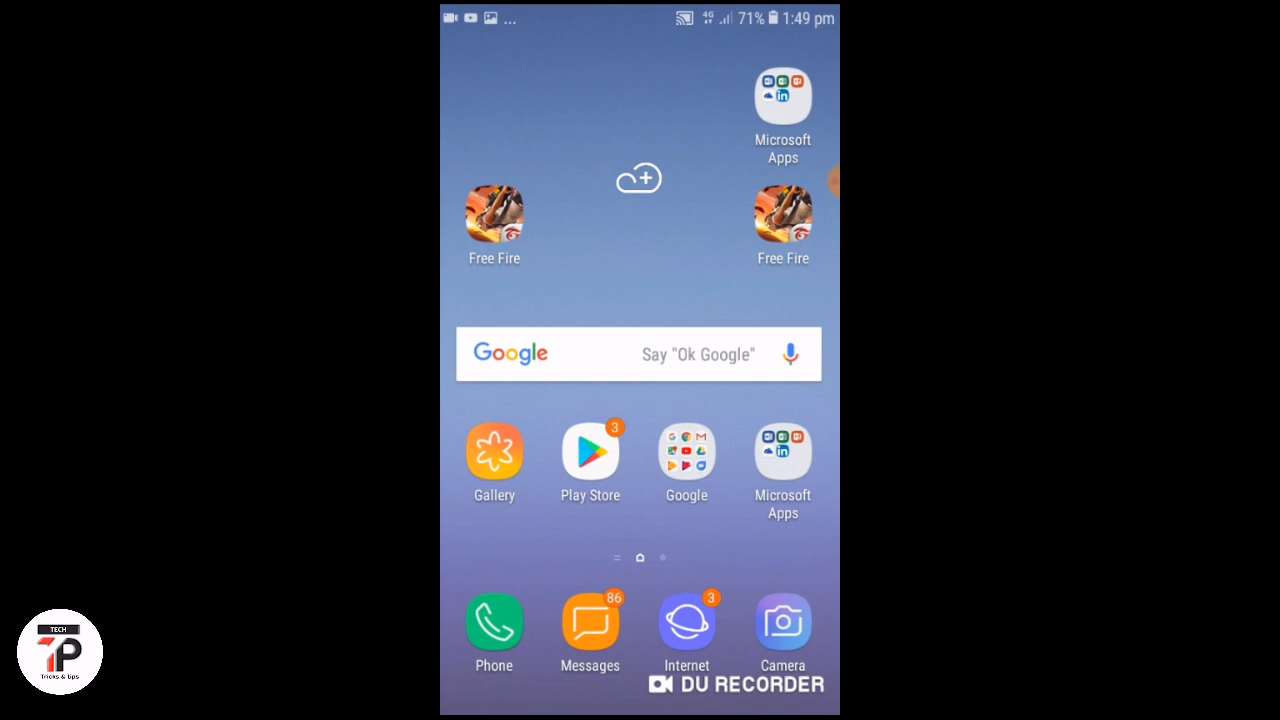 ... 4G 71% 1:49 pm
Microsoft
Apps
Free Fire
Free Fire
Google Say "Ok Google"
3
Gallery
Play Store
Google
Microsoft
Apps
86
3
Phone
Messages
Internet
Camera
DU RECORDER
TECH
TP
Tricks & tips